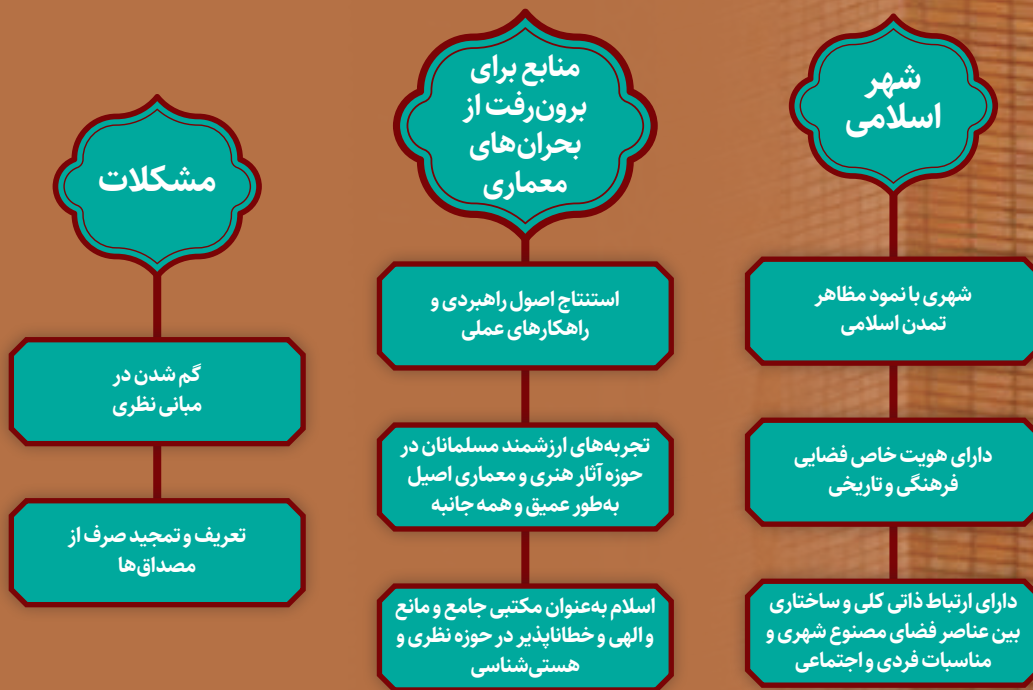 شهر
اسلامی
شهری با نمود مظاهر
تمدن اسلامی
دارای هویت خاص فضایی
فرهنگی و تاریخی
دارای ارتباط ذاتی کلی و ساختاری
بین عناصر فضای مصنوع شهری و
مناسبات فردی و اجتماعی
منابع برای
برون‌رفت از
بحران‌های
معماری
استنتاج اصول راهبردی و
راهکارهای عملی
تجربه‌های ارزشمند مسلمانان در
حوزه آثار هنری و معماری اصیل
به‌طور عمیق و همه جانبه
اسلام به‌عنوان مکتبی جامع و مانع
و الهی و خطاناپذیر در حوزه نظری و
هستی‌شناسی
مشکلات
گم شدن در
مبانی نظری
تعریف و تمجید صرف از
مصداق‌ها